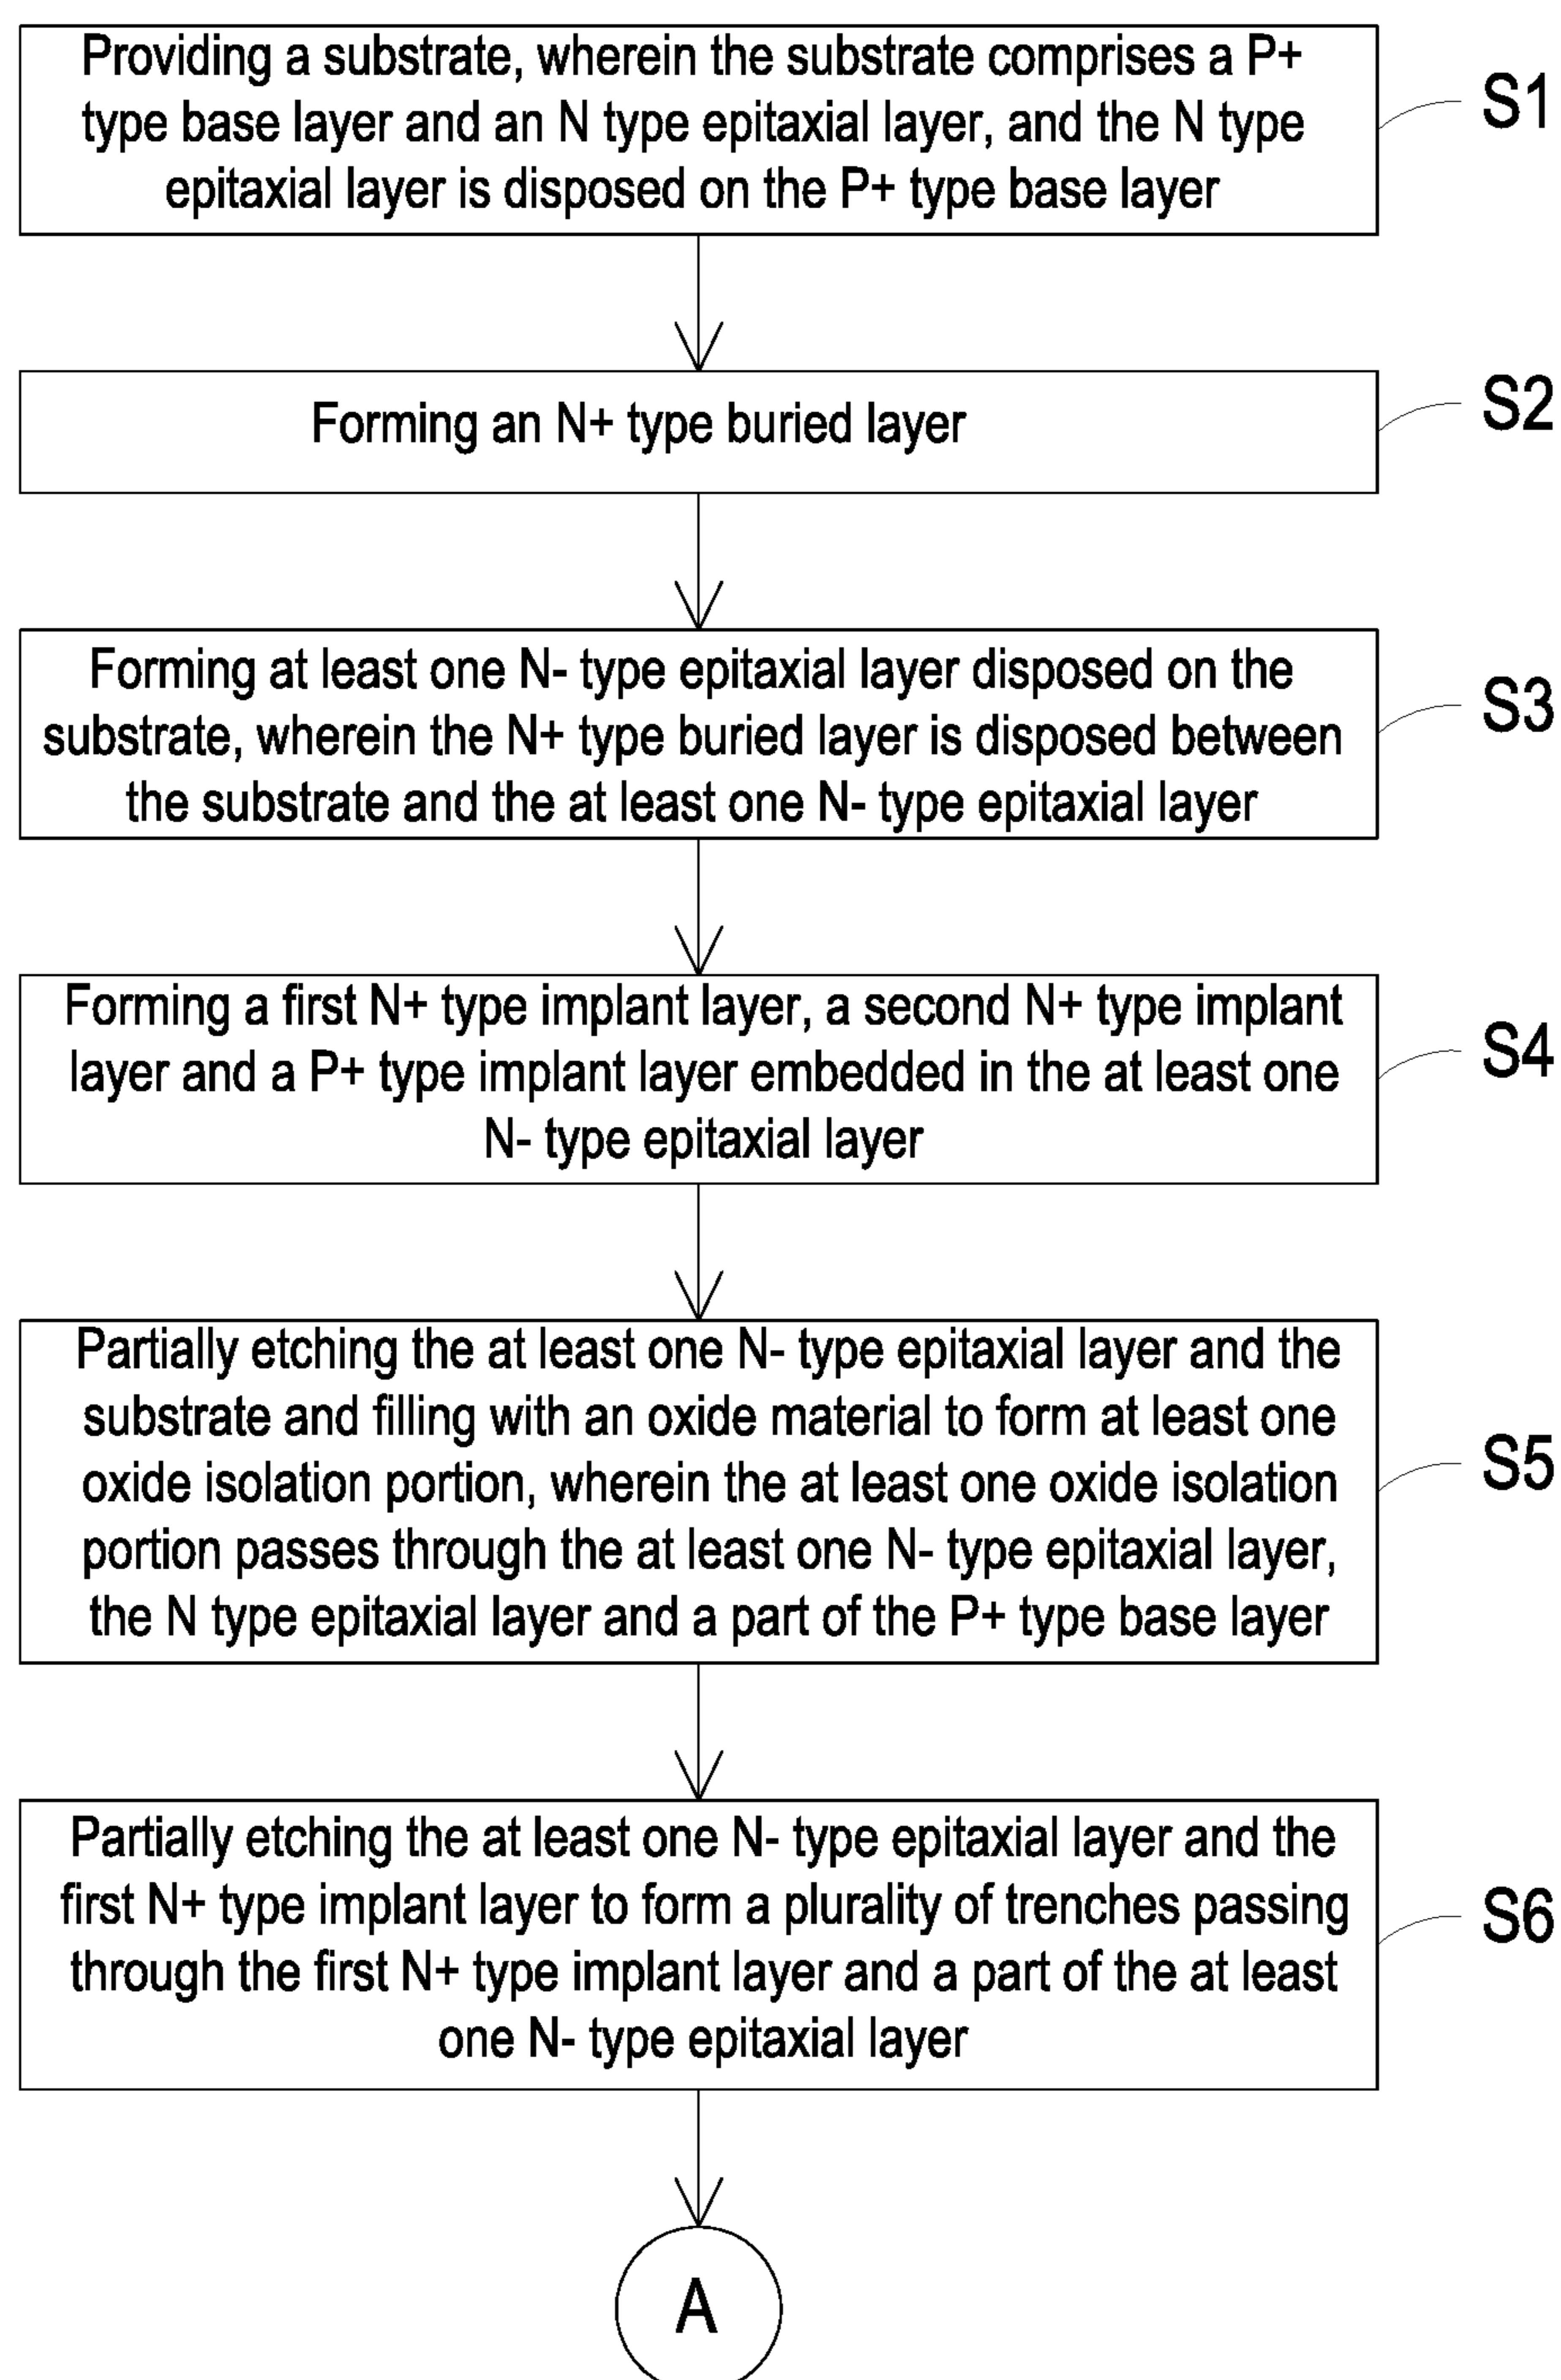 Providing a substrate, wherein the substrate comprises a P+
type base layer and an N type epitaxial layer, and the N type
epitaxial layer is disposed on the P+ type base layer
S1
Forming an N+ type buried layer
S2
Forming at least one N- type epitaxial layer disposed on the
substrate, wherein the N+ type buried layer is disposed between
the substrate and the at least one N- type epitaxial layer
S3
Forming a first N+ type implant layer, a second N+ type implant
layer and a P+ type implant layer embedded in the at least one
N- type epitaxial layer
S4
Partially etching the at least one N- type epitaxial layer and the
substrate and filling with an oxide material to form at least one
oxide isolation portion, wherein the at least one oxide isolation
portion passes through the at least one N- type epitaxial layer,
the N type epitaxial layer and a part of the P+ type base layer
S5
Partially etching the at least one N- type epitaxial layer and the
first N+ type implant layer to form a plurality of trenches passing
through the first N+ type implant layer and a part of the at least
one N- type epitaxial layer
S6
A